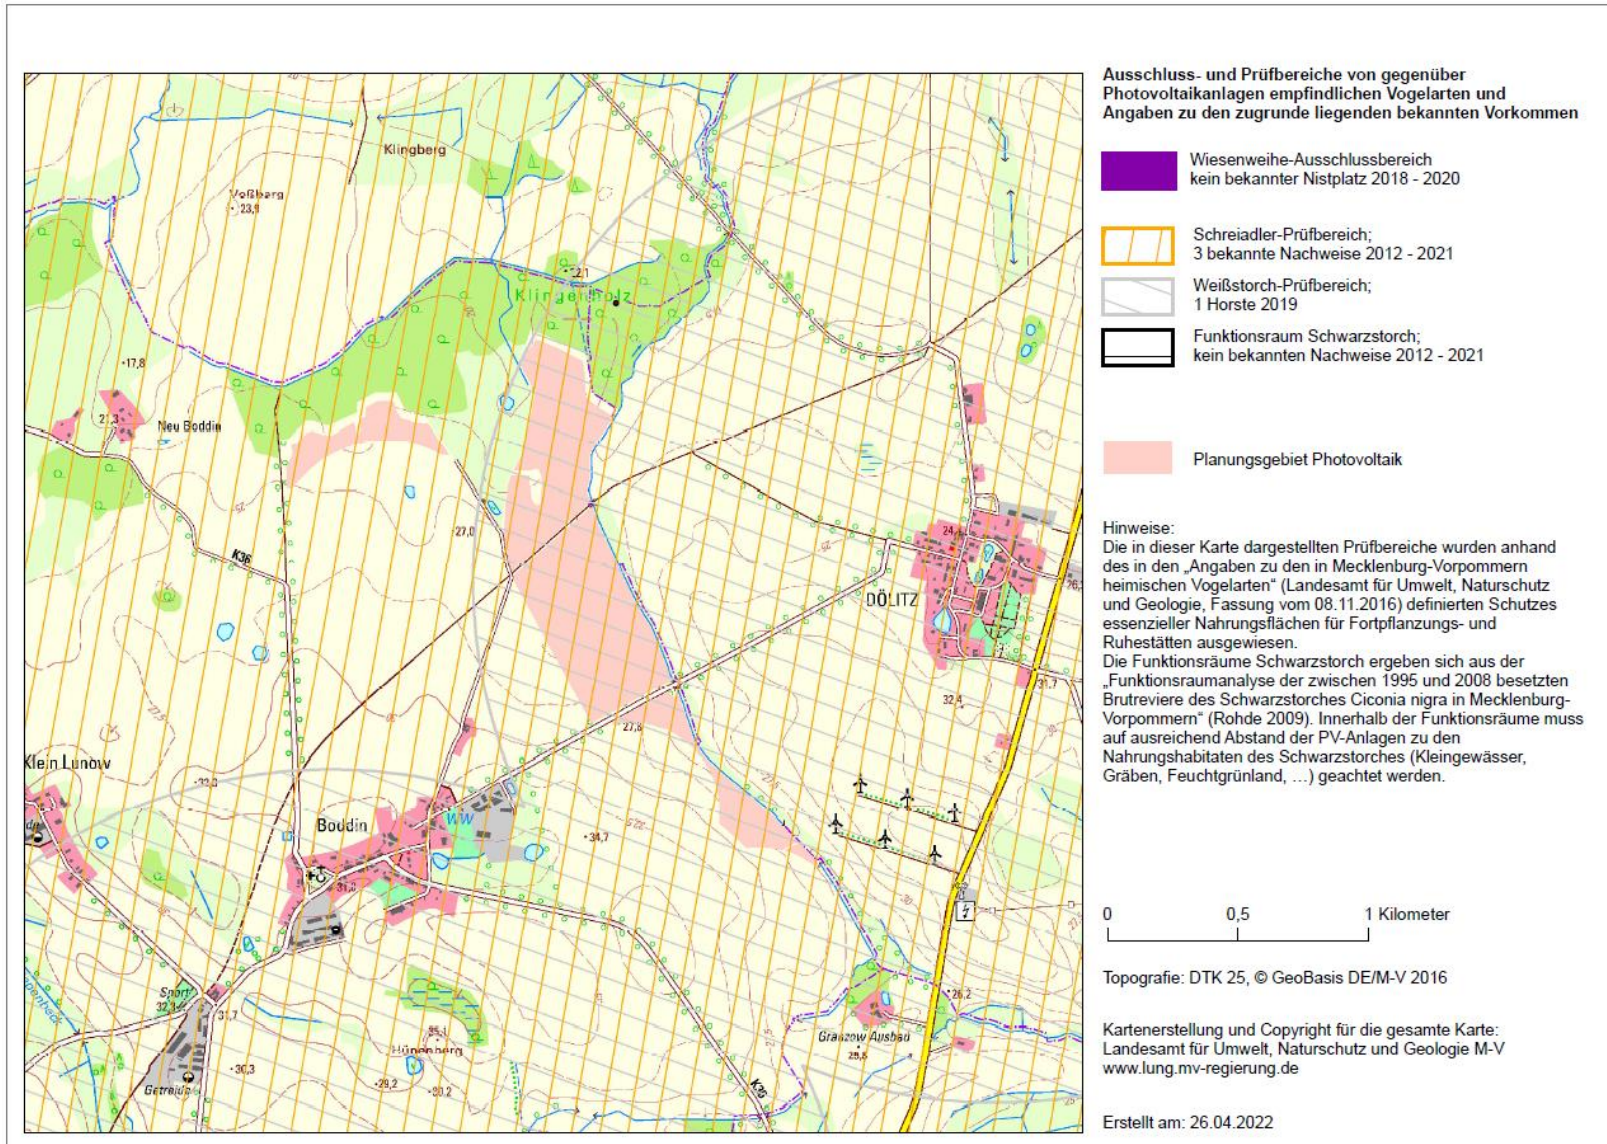 Ausschluss- und Prüfbereiche von gegenüber
Photovoltaikanlagen empfindlichen Vogelarten und
Angaben zu den zugrunde liegenden bekannten Vorkommen
Wiesenweihe-Ausschlussbereich
kein bekannter Nistplatz 2018 - 2020
Schreiadler-Prüfbereich;
3 bekannte Nachweise 2012 - 2021
Weißstorch-Prüfbereich;
1 Horste 2019
Funktionsraum Schwarzstorch;
kein bekannten Nachweise 2012 - 2021
Planungsgebiet Photovoltaik
Hinweise:
Die in dieser Karte dargestellten Prüfbereiche wurden anhand
des in den „Angaben zu den in Mecklenburg-Vorpommern
heimischen Vogelarten“ (Landesamt für Umwelt, Naturschutz
und Geologie, Fassung vom 08.11.2016) definierten Schutzes
essenzieller Nahrungsflächen für Fortpflanzungs- und
Ruhestätten ausgewiesen.
Die Funktionsräume Schwarzstorch ergeben sich aus der
„Funktionsraumanalyse der zwischen 1995 und 2008 besetzten
Brutreviere des Schwarzstorches Ciconia nigra in Mecklenburg-
Vorpommern“ (Rohde 2009). Innerhalb der Funktionsräume muss
auf ausreichend Abstand der PV-Anlagen zu den
Nahrungshabitaten des Schwarzstorches (Kleingewässer,
Gräben, Feuchtgrünland, …) geachtet werden.
0 0,5 1 Kilometer
Topografie: DTK 25, © GeoBasis DE/M-V 2016
Kartenerstellung und Copyright für die gesamte Karte:
Landesamt für Umwelt, Naturschutz und Geologie M-V
www.lung.mv-regierung.de
Erstellt am: 26.04.2022
Klingberg
Voßberg
23,9
Klingenholz
17,8
21,3
Neu Boddin
K36
27,0
DÖLITZ
31,7
32,4
27,8
Klein Lunow
Boddin
WW
34,7
31,7
Hünenberg
30,3
29,2
30,2
K35
Granzow Ausbau
26,2